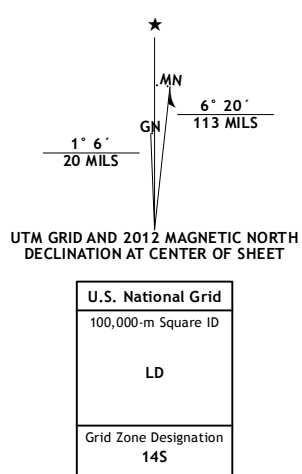 MN
6° 20´
113 MILS
GN
1° 6´
20 MILS
UTM GRID AND 2012 MAGNETIC NORTH
DECLINATION AT CENTER OF SHEET
U.S. National Grid
100,000-m Square ID
LD
Grid Zone Designation
14S